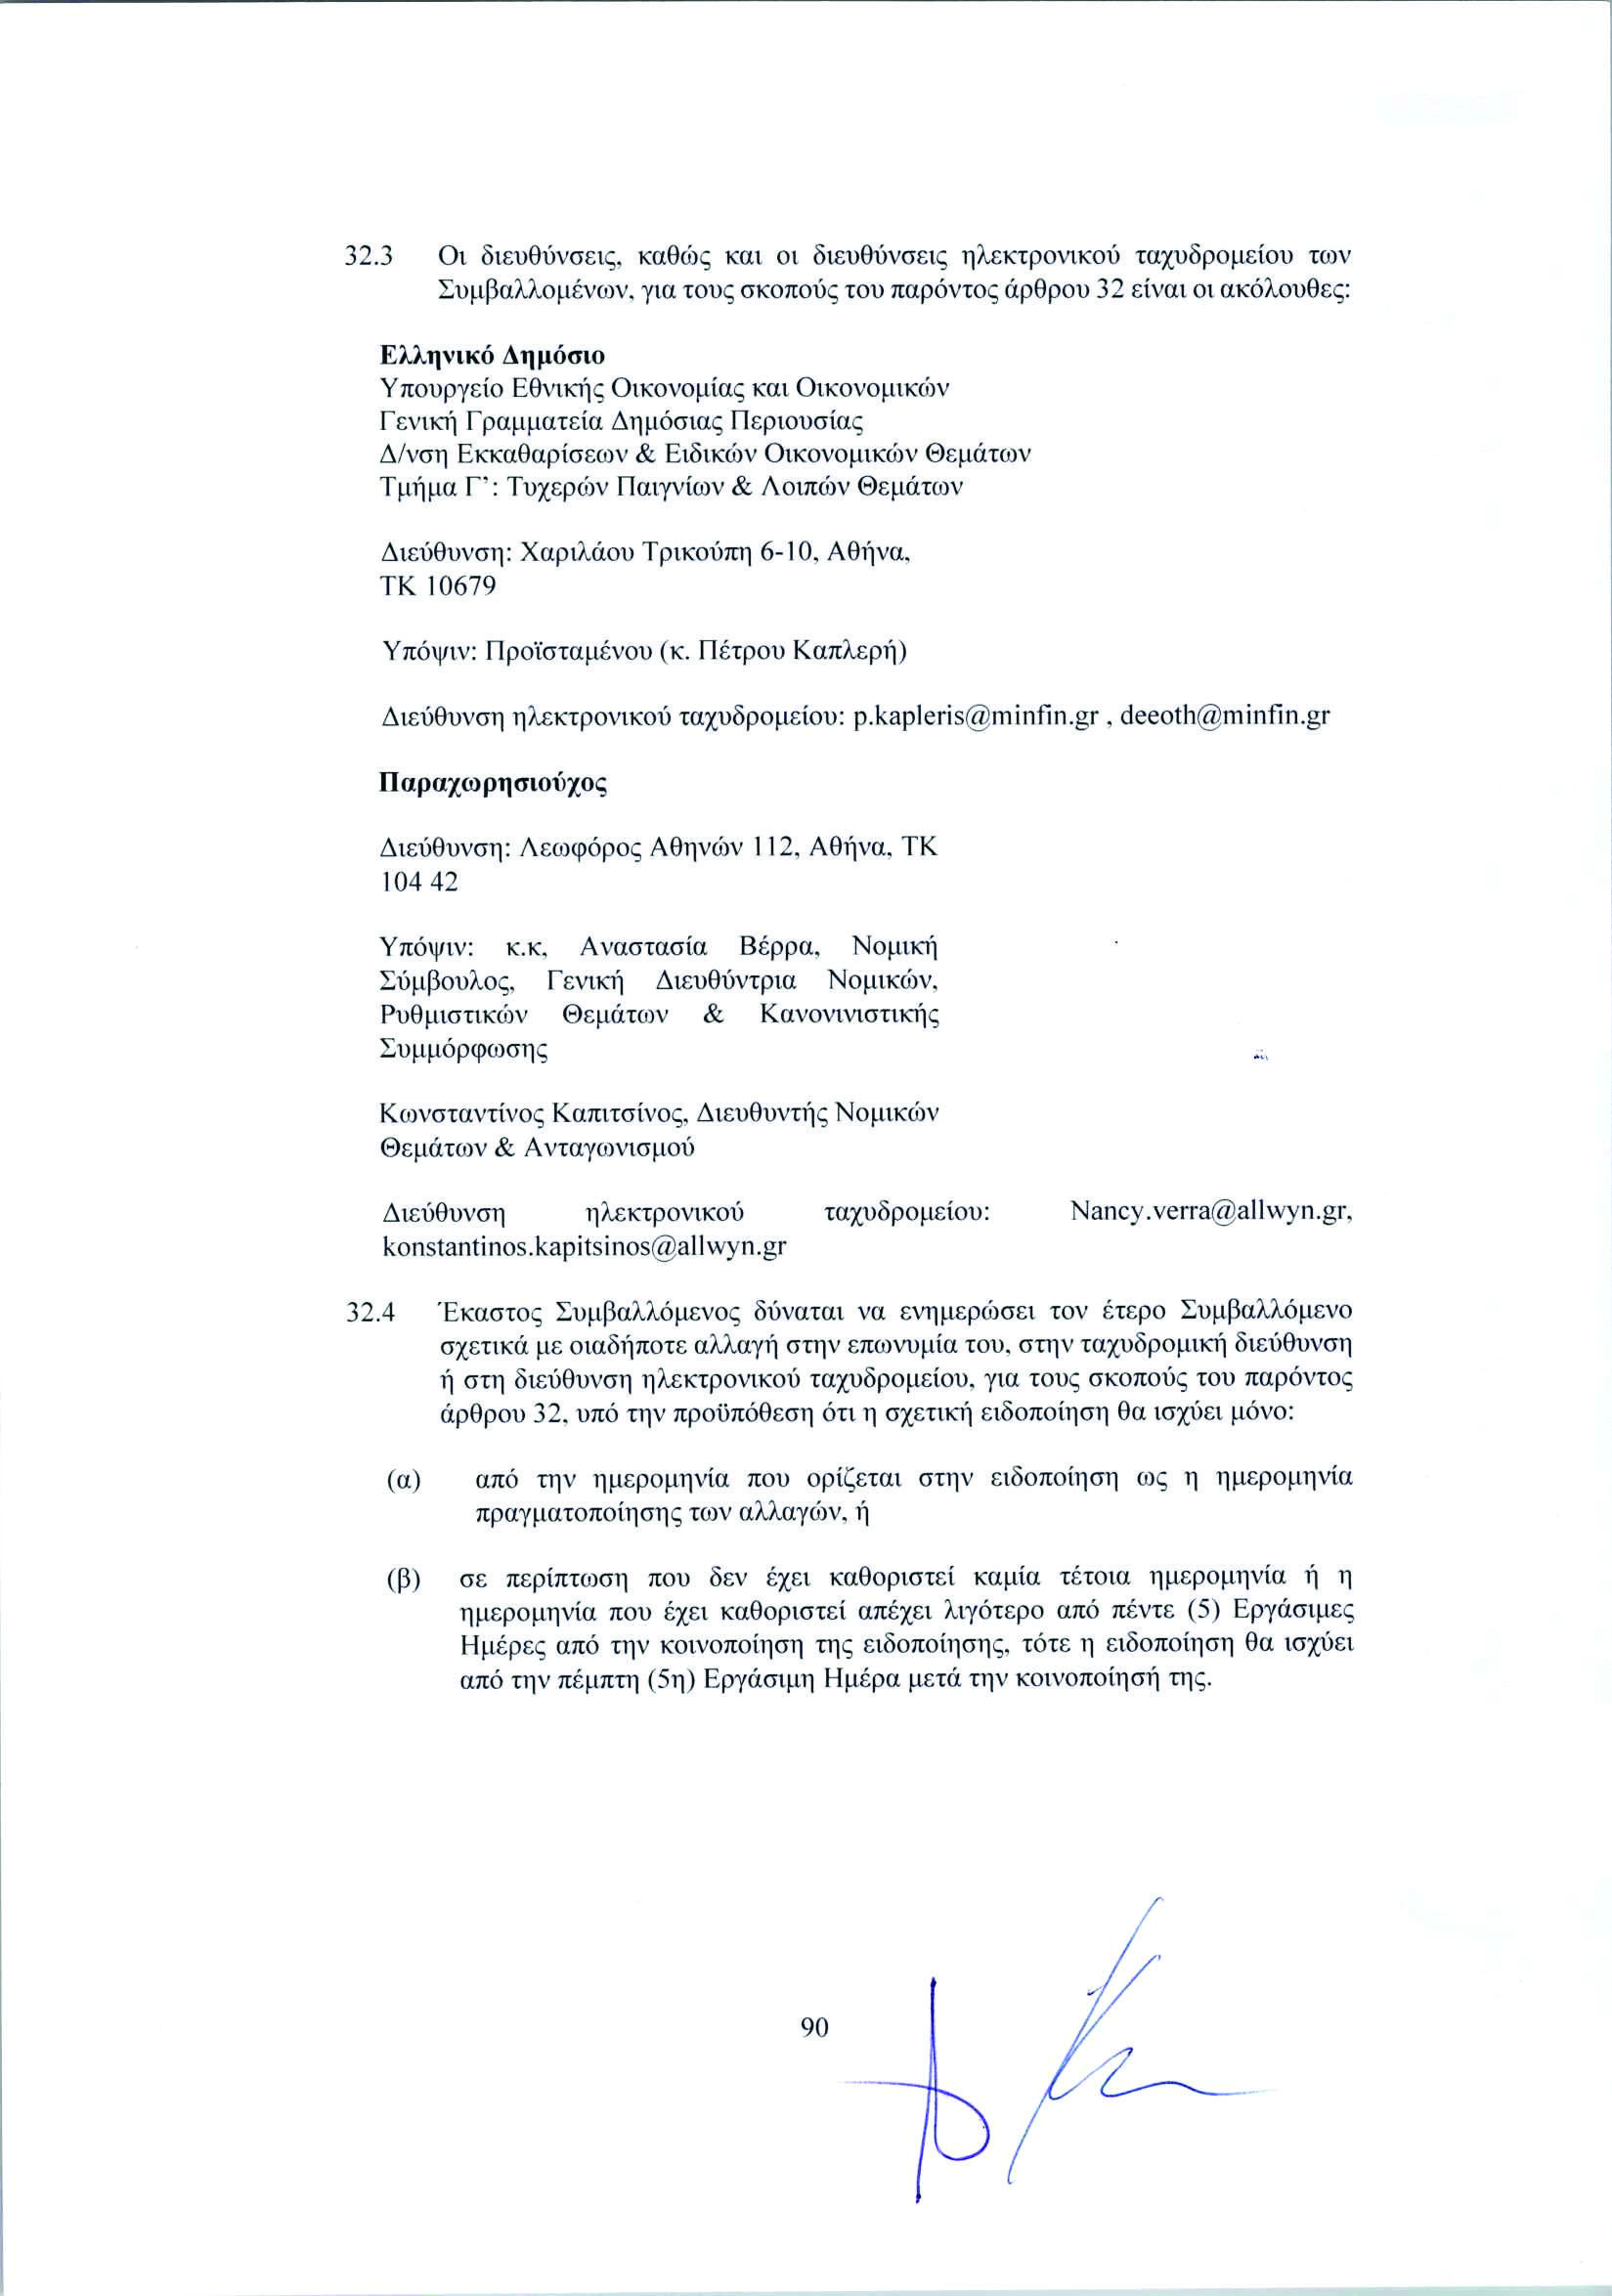 32.3 Οι διευθύνσεις, καθώς και οι διευθύνσεις ηλεκτρονικού ταχυδρομείου των
Συμβαλλομένων, για τους σκοπούς του παρόντος άρθρου 32 είναι οι ακόλουθες:
Ελληνικό Δημόσιο
Υπουργείο Εθνικής Οικονομίας και Οικονομικών
Γενική Γραμματεία Δημόσιας Περιουσίας
Δ/νση Εκκαθαρίσεων & Ειδικών Οικονομικών Θεμάτων
Τμήμα Γ’: Τυχερών Παιγνίων & Λοιπών Θεμάτων
Διεύθυνση: Χαριλάου Τρικούπη 6-10, Αθήνα,
ΤΚ 10679
Υπόψιν: Προϊσταμένου (κ. Πέτρου Καπλερή)
Διεύθυνση ηλεκτρονικού ταχυδρομείου: p.kapleris@minfin.gr , deeoth@minfin.gr
Παραχωρησιούχος
Διεύθυνση: Λεωφόρος Αθηνών 112, Αθήνα, ΤΚ
104 42
Υπόψιν: κ.κ, Αναστασία Βέρρα, Νομική
Σύμβουλος, Γενική Διευθύντρια Νομικών,
Ρυθμιστικών Θεμάτων & Κανονινιστικής
Συμμόρφωσης
Κωνσταντίνος Καπιτσίνος, Διευθυντής Νομικών
Θεμάτων & Ανταγωνισμού
Διεύθυνση ηλεκτρονικού ταχυδρομείου: Nancy.verra@allwyn.gr,
konstantinos.kapitsinos@allwyn.gr
32.4 Έκαστος Συμβαλλόμενος δύναται να ενημερώσει τον έτερο Συμβαλλόμενο
σχετικά με οιαδήποτε αλλαγή στην επωνυμία του, στην ταχυδρομική διεύθυνση
ή στη διεύθυνση ηλεκτρονικού ταχυδρομείου, για τους σκοπούς του παρόντος
άρθρου 32, υπό την προϋπόθεση ότι η σχετική ειδοποίηση θα ισχύει μόνο:
(α) από την ημερομηνία που ορίζεται στην ειδοποίηση ως η ημερομηνία
πραγματοποίησης των αλλαγών, ή
(β) σε περίπτωση που δεν έχει καθοριστεί καμία τέτοια ημερομηνία ή η
ημερομηνία που έχει καθοριστεί απέχει λιγότερο από πέντε (5) Εργάσιμες
Ημέρες από την κοινοποίηση της ειδοποίησης, τότε η ειδοποίηση θα ισχύει
από την πέμπτη (5η) Εργάσιμη Ημέρα μετά την κοινοποίησή της.
90